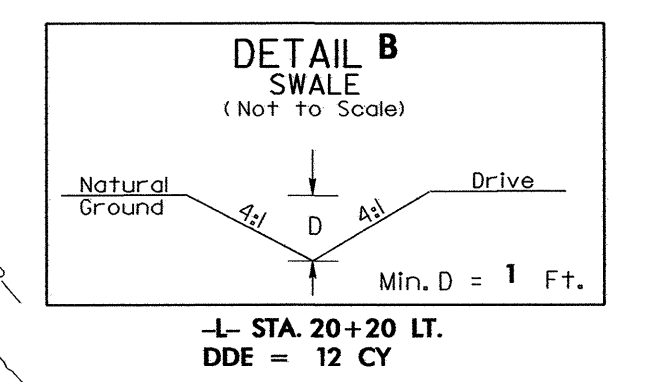 DETAIL B
SWALE
(Not to Scale)
Natural
Ground
Drive
4:1
D
4:1
Min. D = 1 Ft.
-L- STA. 20+20 LT.
DDE = 12 CY